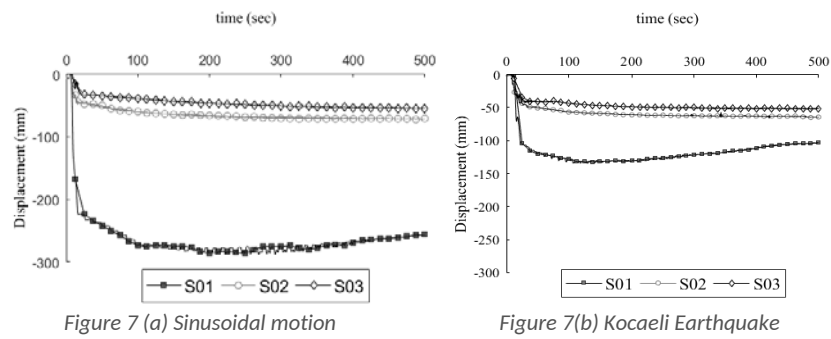 time (sec)
0 100 200 300 400 500
0
-100
-200
-300
Displacement (mm)
S01 S02 S03
Figure 7 (a) Sinusoidal motion
time (sec)
0 100 200 300 400 500
0
-50
-100
-150
-200
-250
-300
Displacement (mm)
S01 S02 S03
Figure 7(b) Kocaeli Earthquake